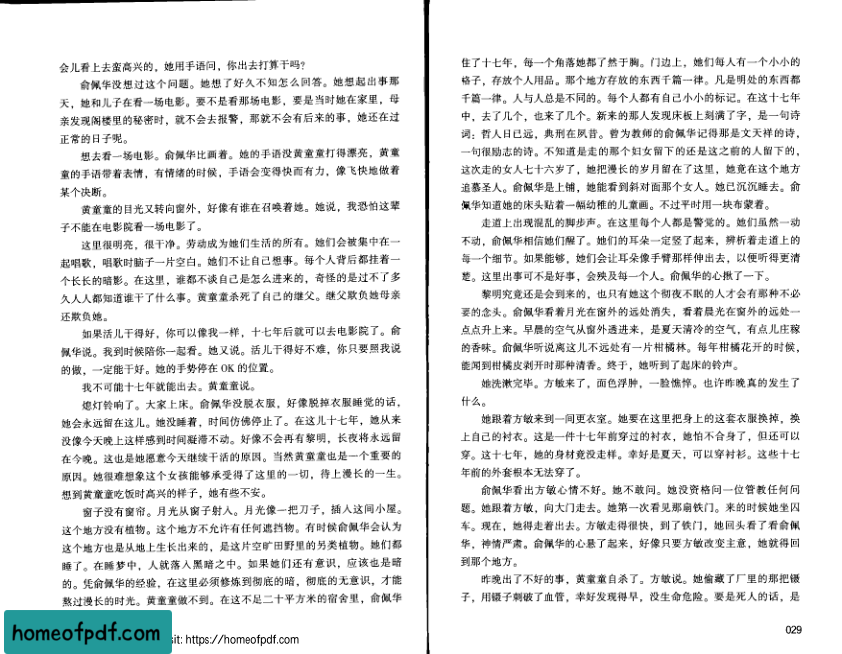 会儿看上去蛮高兴的，她用手语问，你出去打算干吗?
俞佩华没想过这个问题。她想了好久不知怎么回答。她想起出事那
天，她和儿子在看一场电影。要不是看那场电影，要是当时她在家里，母
亲发现阁楼里的秘密时，就不会去报警，那就不会有后来的事，她还在过
正常的日子呢。
想去看一场电影。俞佩华比画着。她的手语没黄童童打得漂亮，黄童
童的手语带着表情，有情绪的时候，手语会变得快而有力，像飞快地做着
某个决断。
黄童童的目光又转向窗外，好像有谁在召唤着她。她说，我恐怕这辈
子不能在电影院看一场电影了。
这里很明亮，很干净。劳动成为她们生活的所有。她们会被集中在一
起唱歌，唱歌时脑子一片空白。她们不让自己想事。每个人背后都挂着一
个长长的暗影。在这里，谁都不谈自己是怎么进来的，奇怪的是过不了多
久人人都知道谁干了什么事。黄童童杀死了自己的继父。继父欺负她母亲
还欺负她。
如果活儿干得好，你可以像我一样，十七年后就可以去电影院了。俞
佩华说。我到时候陪你一起看。她又说。活儿干得好不难，你只要照我说
的做，一定能干好。她的手势停在 OK 的位置。
我不可能十七年就能出去。黄童童说。
熄灯铃响了。大家上床。俞佩华没脱衣服，好像脱掉衣服睡觉的话，
她会永远留在这儿。她没睡着，时间仿佛停止了。在这儿十七年，她从来
没像今天晚上这样感到时间凝滞不动。好像不会再有黎明，长夜将永远留
在今晚。这也是她愿意今天继续干活的原因。当然黄童童也是一个重要的
原因。她很难想象这个女孩能够承受得了这里的一切，待上漫长的一生。
想到黄童童吃饭时高兴的样子，她有些不安。
窗子没有窗帘。月光从窗子射入。月光像一把刀子，插入这间小屋。
这个地方没有植物。这个地方不允许有任何遮挡物。有时候俞佩华会认为
这个地方也是从地上生长出来的，是这片空旷田野里的另类植物。她们都
睡了。在睡梦中，人就落入黑暗之中。如果她们还有意识，应该也是暗
的。凭俞佩华的经验，在这里必须修炼到彻底的暗，彻底的无意识，才能
熬过漫长的时光。黄童童做不到。在这不足二十平方米的宿舍里，俞佩华
homeofpdf.com
sit: https://homeofpdf.com
住了十七年，每一个角落她都了然于胸。门边上，她们每人有一个小小的
格子，存放个人用品。那个地方存放的东西千篇一律。凡是明处的东西都
千篇一律。人与人总是不同的。每个人都有自己小小的标记。在这十七年
中，去了几个，也来了几个。新来的那人发现床板上刻满了字，是一句诗
词：哲人日已远，典刑在夙昔。曾为教师的俞佩华记得那是文天祥的诗，
一句很励志的诗。不知道是走的那个妇女留下的还是这之前的人留下的，
这次走的女人七十六岁了，她把漫长的岁月留在了这里，她竟在这个地方
追慕圣人。俞佩华是上铺，她能看到斜对面那个女人。她已沉沉睡去。俞
佩华知道她的床头贴着一幅幼稚的儿童画。不过平时用一块布蒙着。
走道上出现混乱的脚步声。在这里每个人都是警觉的。她们虽然一动
不动，俞佩华相信她们醒了。她们的耳朵一定竖了起来，辨析着走道上的
每一个细节。如果能够，她们会让耳朵像手臂那样伸出去，以便听得更清
楚。这里出事可不是好事，会殃及每一个人。俞佩华的心揪了一下。
黎明究竟还是会到来的，也只有她这个彻夜不眠的人才会有那种不必
要的念头。俞佩华看着月光在窗外的远处消失，看着晨光在窗外的远处一
点点升上来。早晨的空气从窗外透进来，是夏天清冷的空气，有点儿庄稼
的香味。俞佩华听说离这儿不远处有一片柑橘林。每年柑橘花开的时候，
能闻到柑橘皮剥开时那种清香。终于，她听到了起床的铃声。
她洗漱完毕。方敏来了，面色浮肿，一脸憔悴。也许昨晚真的发生了
什么。
她跟着方敏来到一间更衣室。她要在这里把身上的这套衣服换掉，换
上自己的衬衣。这是一件十七年前穿过的衬衣，她怕不合身了，但还可以
穿。这十七年，她的身材竟没走样。幸好是夏天，可以穿衬衫。这些十七
年前的外套根本无法穿了。
俞佩华看出方敏心情不好。她不敢问。她没资格问一位管教任何问
题。她跟着方敏，向大门走去。她第一次看见那扇铁门。来的时候她坐囚
车。现在，她得走着出去。方敏走得很快，到了铁门，她回头看了看俞佩
华，神情严肃。俞佩华的心悬了起来，好像只要方敏改变主意，她就得回
到那个地方。
昨晚出了不好的事，黄童童自杀了。方敏说。她偷藏了厂里的那把镊
子，用镊子刺破了血管，幸好发现得早，没生命危险。要是死人的话，是
029